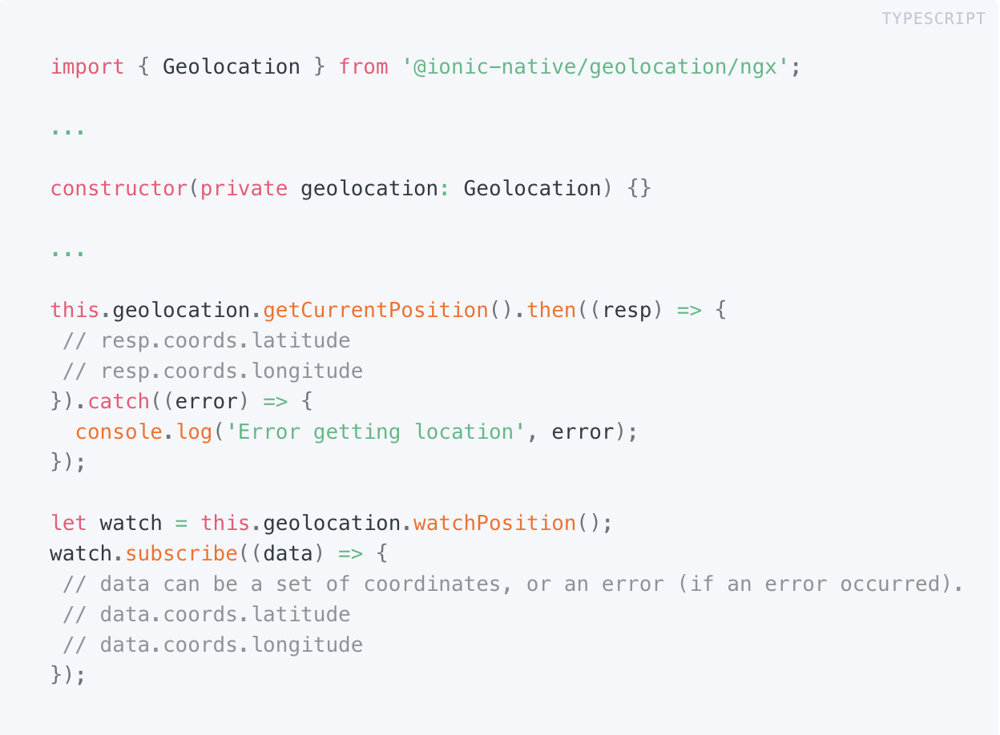 TYPESCRIPT
import { Geolocation } from '@ionic-native/geolocation/ngx';
...
constructor(private geolocation: Geolocation) {}
...
this.geolocation.getCurrentPosition().then((resp) => {
 // resp.coords.latitude
 // resp.coords.longitude
}).catch((error) => {
  console.log('Error getting location', error);
});
let watch = this.geolocation.watchPosition();
watch.subscribe((data) => {
 // data can be a set of coordinates, or an error (if an error occurred).
 // data.coords.latitude
 // data.coords.longitude
});